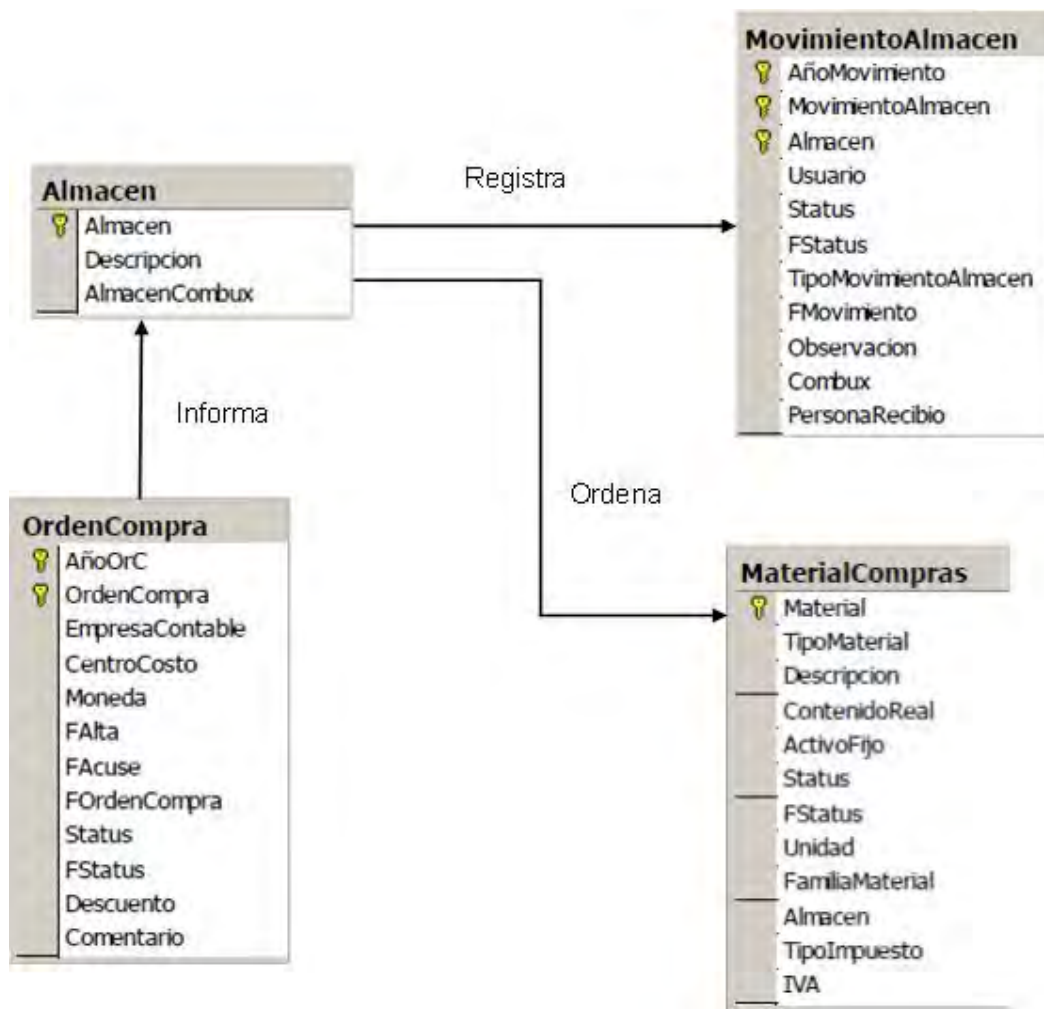 MovimientoAlmacen
AñoMovimiento
MovimientoAlmacen
Almacen
Usuario
Status
FStatus
TipoMovimientoAlmacen
FMovimiento
Observacion
Combux
PersonaRecibio
Registra
Almacen
Almacen
Descripcion
AlmacenCombux
Informa
Ordena
OrdenCompra
AñoOrC
OrdenCompra
EmpresaContable
CentroCosto
Moneda
FAlta
FAcuse
FOrdenCompra
Status
FStatus
Descuento
Comentario
MaterialCompras
Material
TipoMaterial
Descripcion
ContenidoReal
ActivoFijo
Status
FStatus
Unidad
FamiliaMaterial
Almacen
TipoImpuesto
IVA